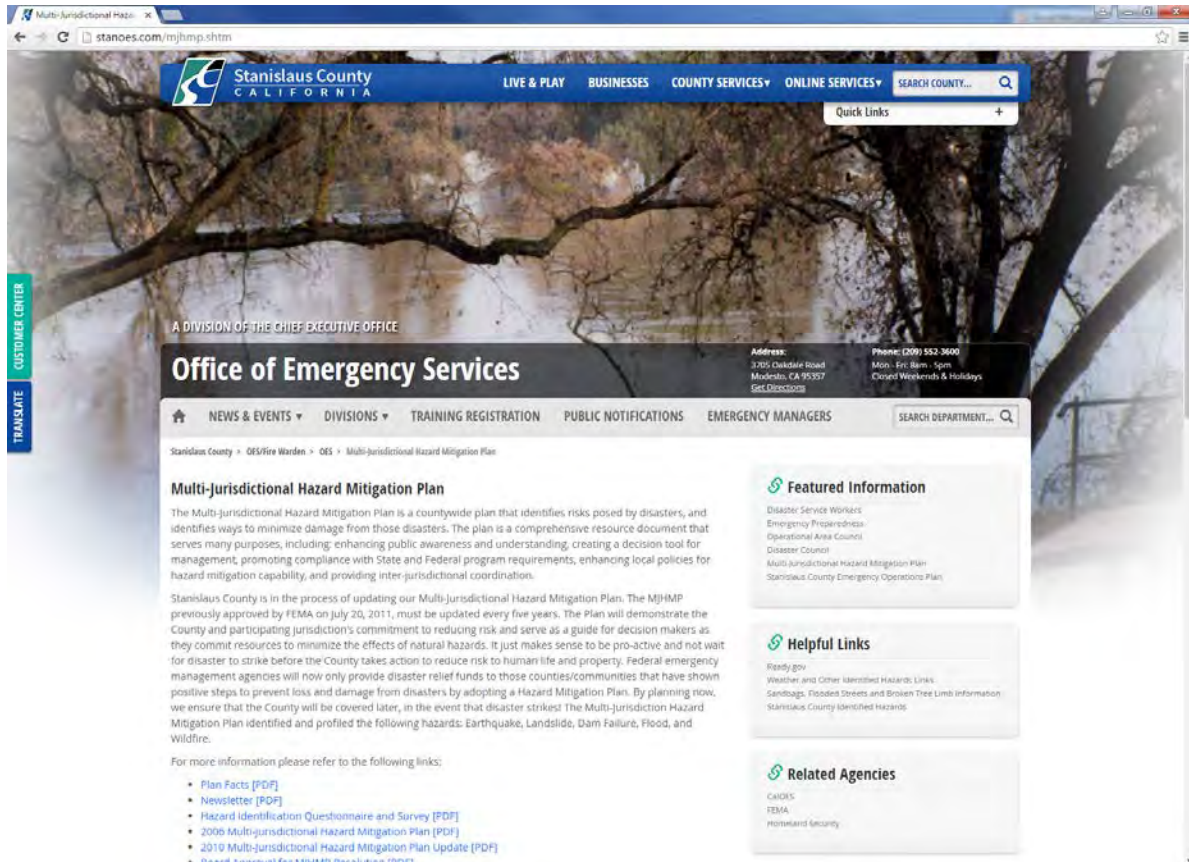 Multi-Jurisdictional Haza
stanoes.com/mjhmp.shtm
Stanislaus County
CALIFORNIA
LIVE & PLAY
BUSINESSES
COUNTY SERVICES▾
ONLINE SERVICES▾
SEARCH COUNTY...
Quick Links +
CUSTOMER CENTER
TRANSLATE
A DIVISION OF THE CHIEF EXECUTIVE OFFICE
Office of Emergency Services
Address:
3705 Oakdale Road
Modesto, CA 95357
Get Directions
Phone: (209) 552-3600
Mon - Fri: 8am - 5pm
Closed Weekends & Holidays
NEWS & EVENTS ▾
DIVISIONS ▾
TRAINING REGISTRATION
PUBLIC NOTIFICATIONS
EMERGENCY MANAGERS
SEARCH DEPARTMENT...
Stanislaus County > OES/Fire Warden > OES > Multi-Jurisdictional Hazard Mitigation Plan
Multi-Jurisdictional Hazard Mitigation Plan
The Multi-Jurisdictional Hazard Mitigation Plan is a countywide plan that identifies risks posed by disasters, and
identifies ways to minimize damage from those disasters. The plan is a comprehensive resource document that
serves many purposes, including: enhancing public awareness and understanding, creating a decision tool for
management, promoting compliance with State and Federal program requirements, enhancing local policies for
hazard mitigation capability, and providing inter-jurisdictional coordination.
Stanislaus County is in the process of updating our Multi-Jurisdictional Hazard Mitigation Plan. The MJHMP
previously approved by FEMA on July 20, 2011, must be updated every five years. The Plan will demonstrate the
County and participating jurisdiction's commitment to reducing risk and serve as a guide for decision makers as
they commit resources to minimize the effects of natural hazards. It just makes sense to be pro-active and not wait
for disaster to strike before the County takes action to reduce risk to human life and property. Federal emergency
management agencies will now only provide disaster relief funds to those counties/communities that have shown
positive steps to prevent loss and damage from disasters by adopting a Hazard Mitigation Plan. By planning now,
we ensure that the County will be covered later, in the event that disaster strikes! The Multi-Jurisdiction Hazard
Mitigation Plan identified and profiled the following hazards: Earthquake, Landslide, Dam Failure, Flood, and
Wildfire.
For more information please refer to the following links:
• Plan Facts [PDF]
• Newsletter [PDF]
• Hazard Identification Questionnaire and Survey [PDF]
• 2006 Multi-Jurisdictional Hazard Mitigation Plan [PDF]
• 2010 Multi-Jurisdictional Hazard Mitigation Plan Update [PDF]
• Board Approval for MJHMP Resolution [PDF]
Featured Information
Disaster Service Workers
Emergency Preparedness
Operational Area Council
Disaster Council
Multi-Jurisdictional Hazard Mitigation Plan
Stanislaus County Emergency Operations Plan
Helpful Links
Ready.gov
Weather and Other Identified Hazards Links
Sandbags, Flooded Streets and Broken Tree Limb Information
Stanislaus County Identified Hazards
Related Agencies
CalOES
FEMA
Homeland Security